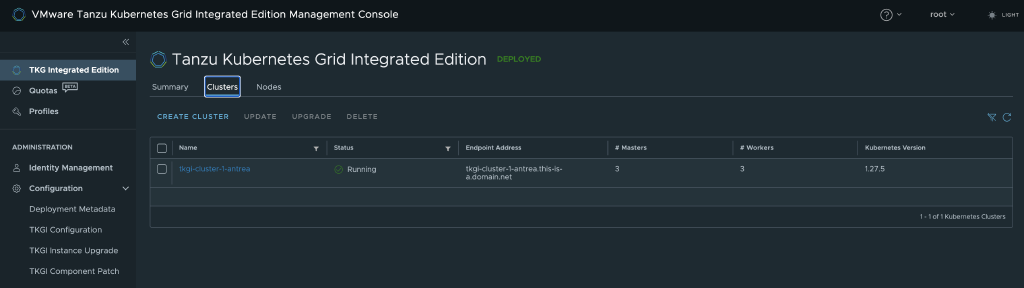 VMware Tanzu Kubernetes Grid Integrated Edition Management Console
root
LIGHT
TKG Integrated Edition
Quotas BETA
Profiles
ADMINISTRATION
Identity Management
Configuration
Deployment Metadata
TKGI Configuration
TKGI Instance Upgrade
TKGI Component Patch
Tanzu Kubernetes Grid Integrated Edition DEPLOYED
Summary Clusters Nodes
CREATE CLUSTER UPDATE UPGRADE DELETE
Name Status Endpoint Address # Masters # Workers Kubernetes Version
tkgi-cluster-1-antrea Running tkgi-cluster-1-antrea.this-is- 3 3 1.27.5
a.domain.net
1 - 1 of 1 Kubernetes Clusters